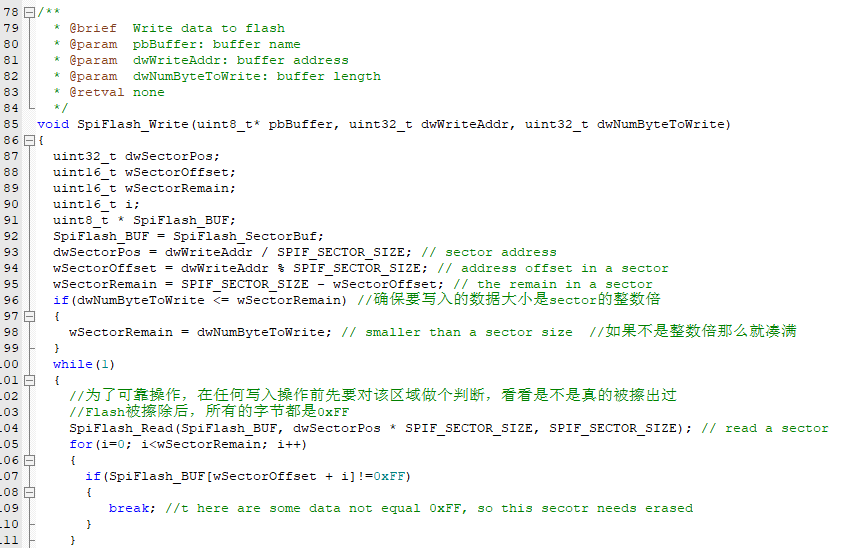 78 /**
79 * @brief Write data to flash
80 * @param pbBuffer: buffer name
81 * @param dwWriteAddr: buffer address
82 * @param dwNumByteToWrite: buffer length
83 * @retval none
84 */
85 void SpiFlash_Write(uint8_t* pbBuffer, uint32_t dwWriteAddr, uint32_t dwNumByteToWrite)
86 {
87 uint32_t dwSectorPos;
88 uint16_t wSectorOffset;
89 uint16_t wSectorRemain;
90 uint16_t i;
91 uint8_t * SpiFlash_BUF;
92 SpiFlash_BUF = SpiFlash_SectorBuf;
93 dwSectorPos = dwWriteAddr / SPIF_SECTOR_SIZE; // sector address
94 wSectorOffset = dwWriteAddr % SPIF_SECTOR_SIZE; // address offset in a sector
95 wSectorRemain = SPIF_SECTOR_SIZE - wSectorOffset; // the remain in a sector
96 if(dwNumByteToWrite <= wSectorRemain) //确保要写入的数据大小是sector的整数倍
97 {
98 wSectorRemain = dwNumByteToWrite; // smaller than a sector size //如果不是整数倍那么就凑满
99 }
100 while(1)
101 {
102 //为了可靠操作，在任何写入操作前先要对该区域做个判断，看看是不是真的被擦出过
103 //Flash被擦除后，所有的字节都是0xFF
104 SpiFlash_Read(SpiFlash_BUF, dwSectorPos * SPIF_SECTOR_SIZE, SPIF_SECTOR_SIZE); // read a sector
105 for(i=0; i<wSectorRemain; i++)
106 {
107 if(SpiFlash_BUF[wSectorOffset + i]!=0xFF)
108 {
109 break; //t here are some data not equal 0xFF, so this secotr needs erased
110 }
111 }